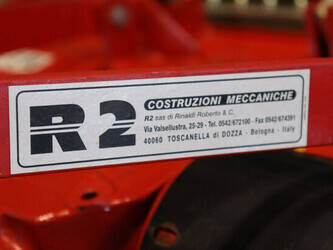 R2
COSTRUZIONI MECCANICHE
R2 sas di Rinaldi Roberto & C.
Via Valsellustra, 25-29 - Tel. 0542/672100 - Fax 0542/674391
40060 TOSCANELLA di DOZZA - Bologna - Italy